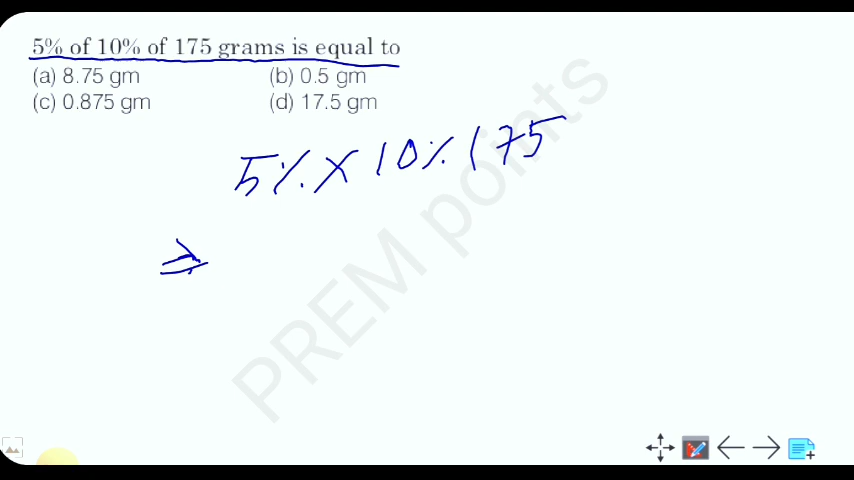 5% of 10% of 175 grams is equal to
(a) 8.75 gm (b) 0.5 gm
(c) 0.875 gm (d) 17.5 gm
5% × 10% 175
⇒
PREM points